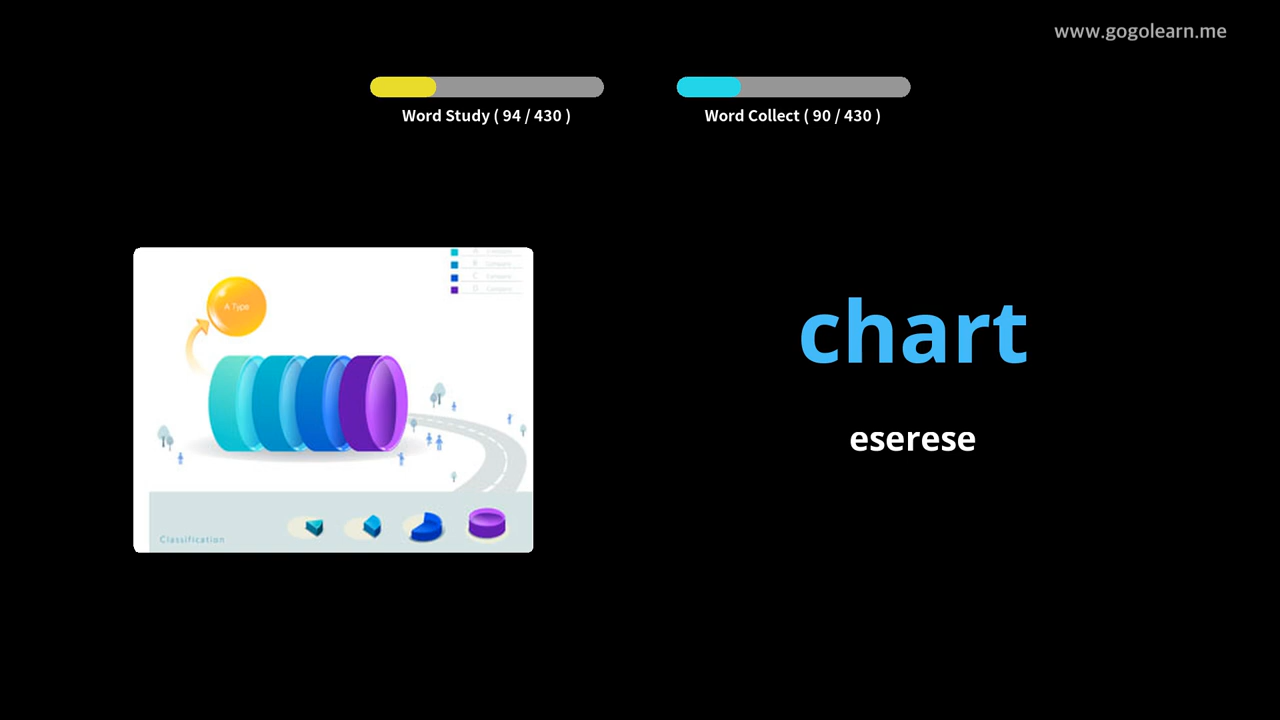 www.gogolearn.me
Word Study ( 94 / 430 )
Word Collect ( 90 / 430 )
A Type
B
C
D
chart
eserese
Classification